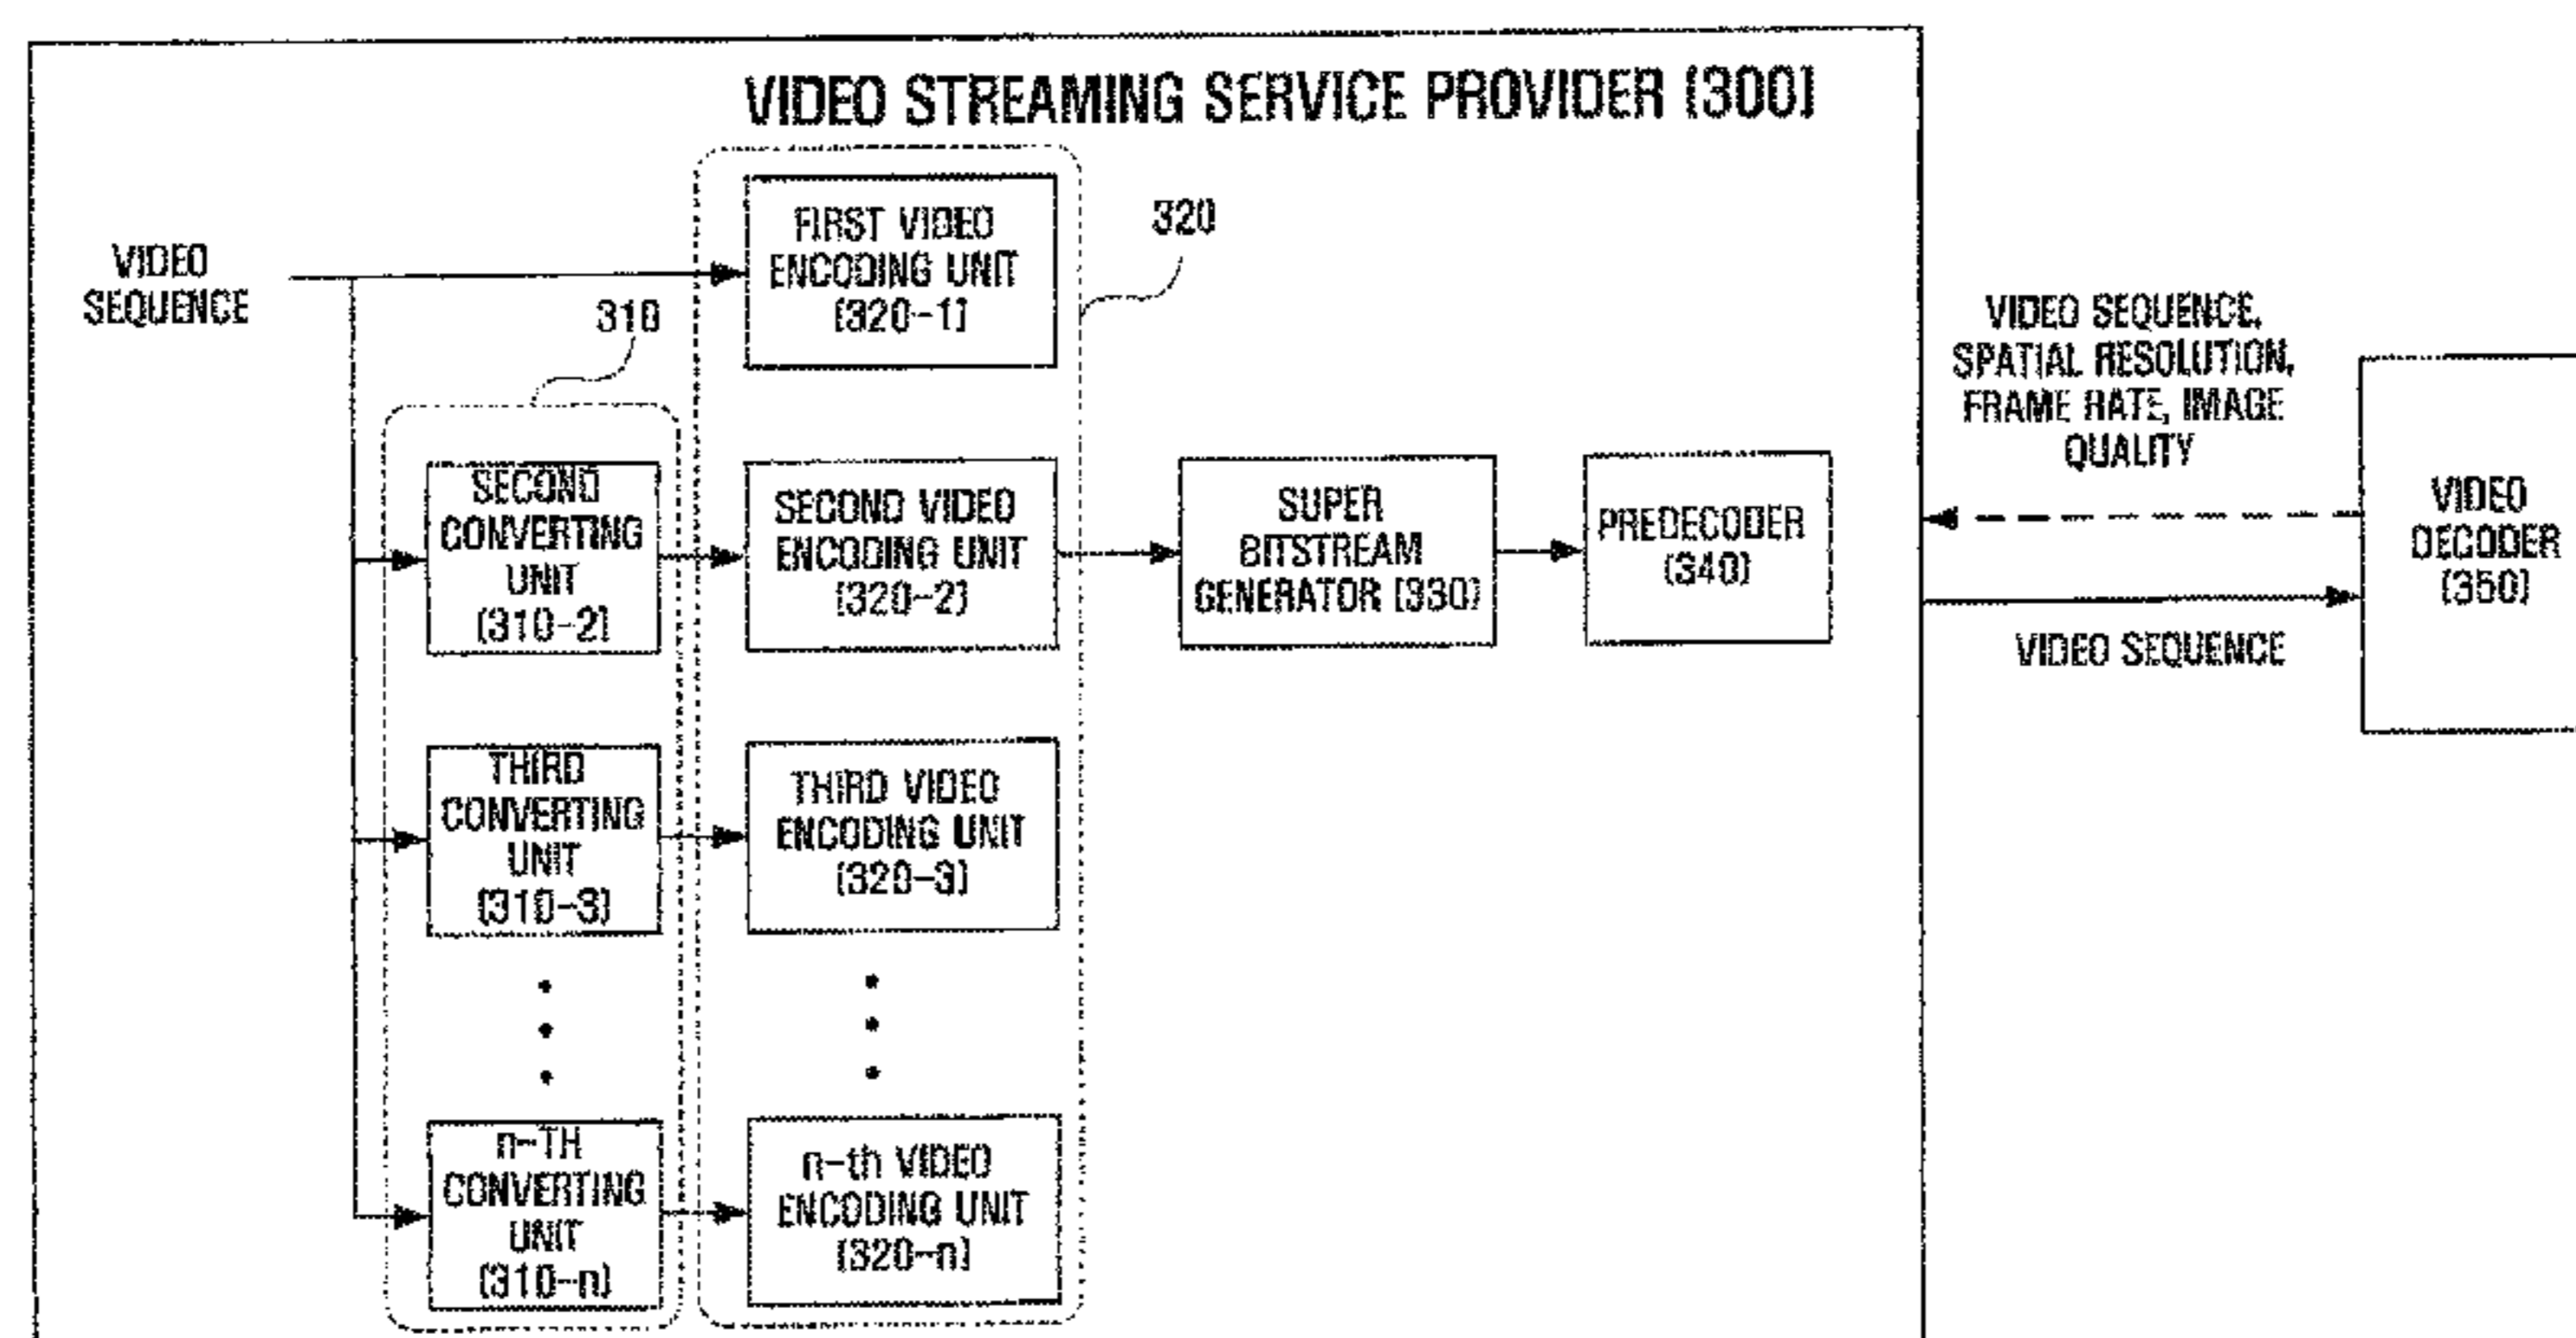 VIDEO STREAMING SERVICE PROVIDER (300)
VIDEO
SEQUENCE
310
320
FIRST VIDEO
ENCODING UNIT
(320-1)
SECOND
CONVERTING
UNIT
(310-2)
SECOND VIDEO
ENCODING UNIT
(320-2)
SUPER
BITSTREAM
GENERATOR (330)
PREDECODER
(340)
VIDEO SEQUENCE,
SPATIAL RESOLUTION,
FRAME RATE, IMAGE
QUALITY
VIDEO SEQUENCE
VIDEO
DECODER
(350)
THIRD
CONVERTING
UNIT
(310-3)
THIRD VIDEO
ENCODING UNIT
(320-3)
n-TH
CONVERTING
UNIT
(310-n)
n-th VIDEO
ENCODING UNIT
(320-n)